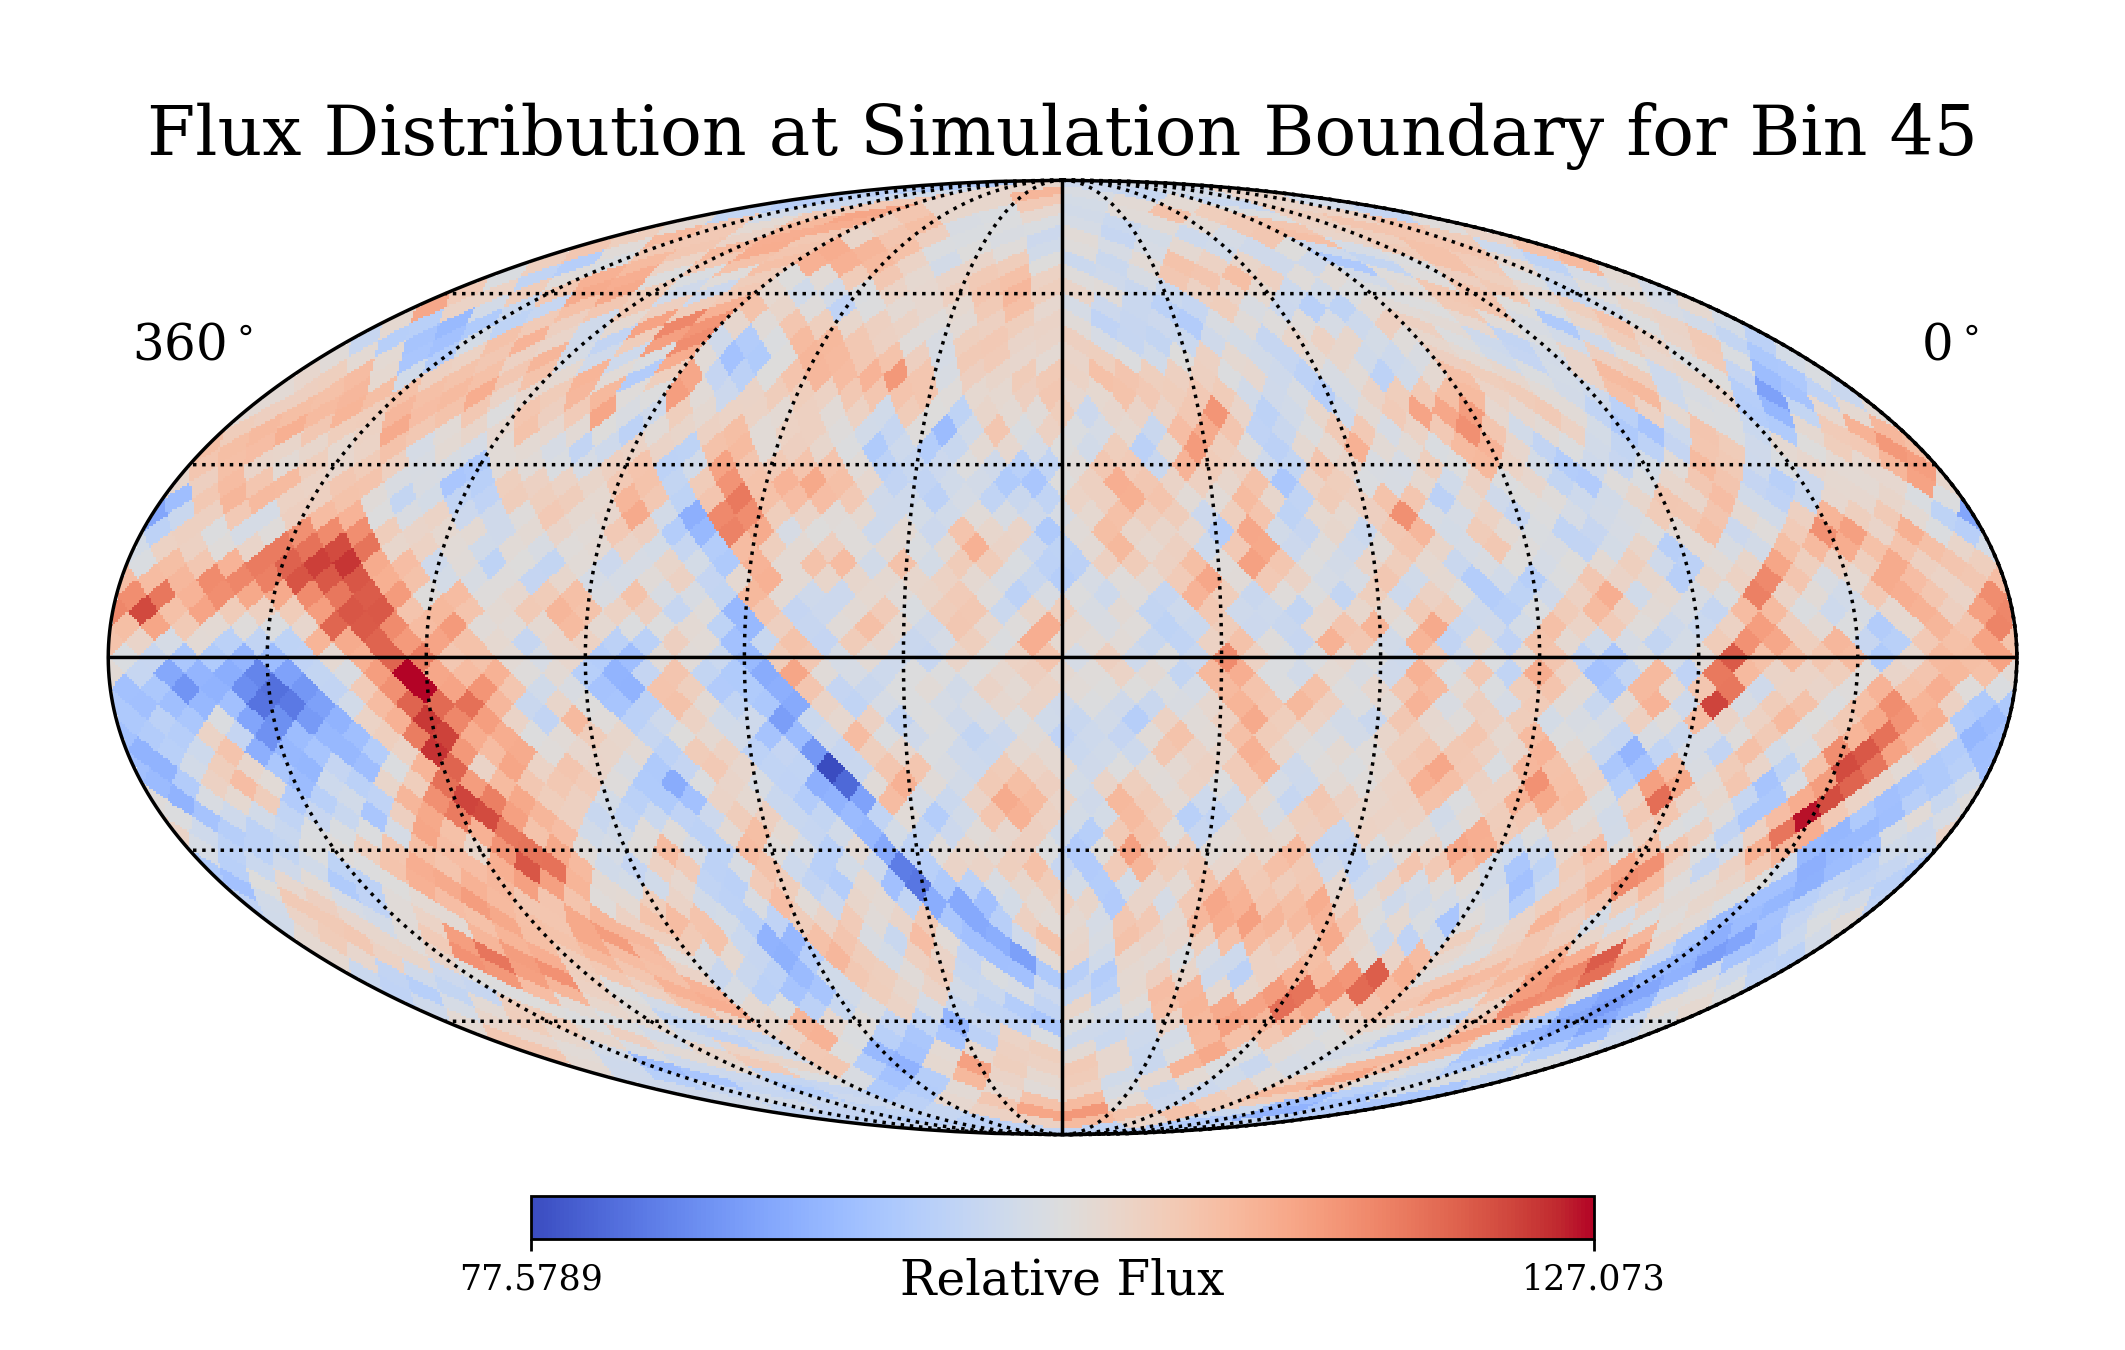 Flux Distribution at Simulation Boundary for Bin 45
360°
0°
77.5789
Relative Flux
127.073